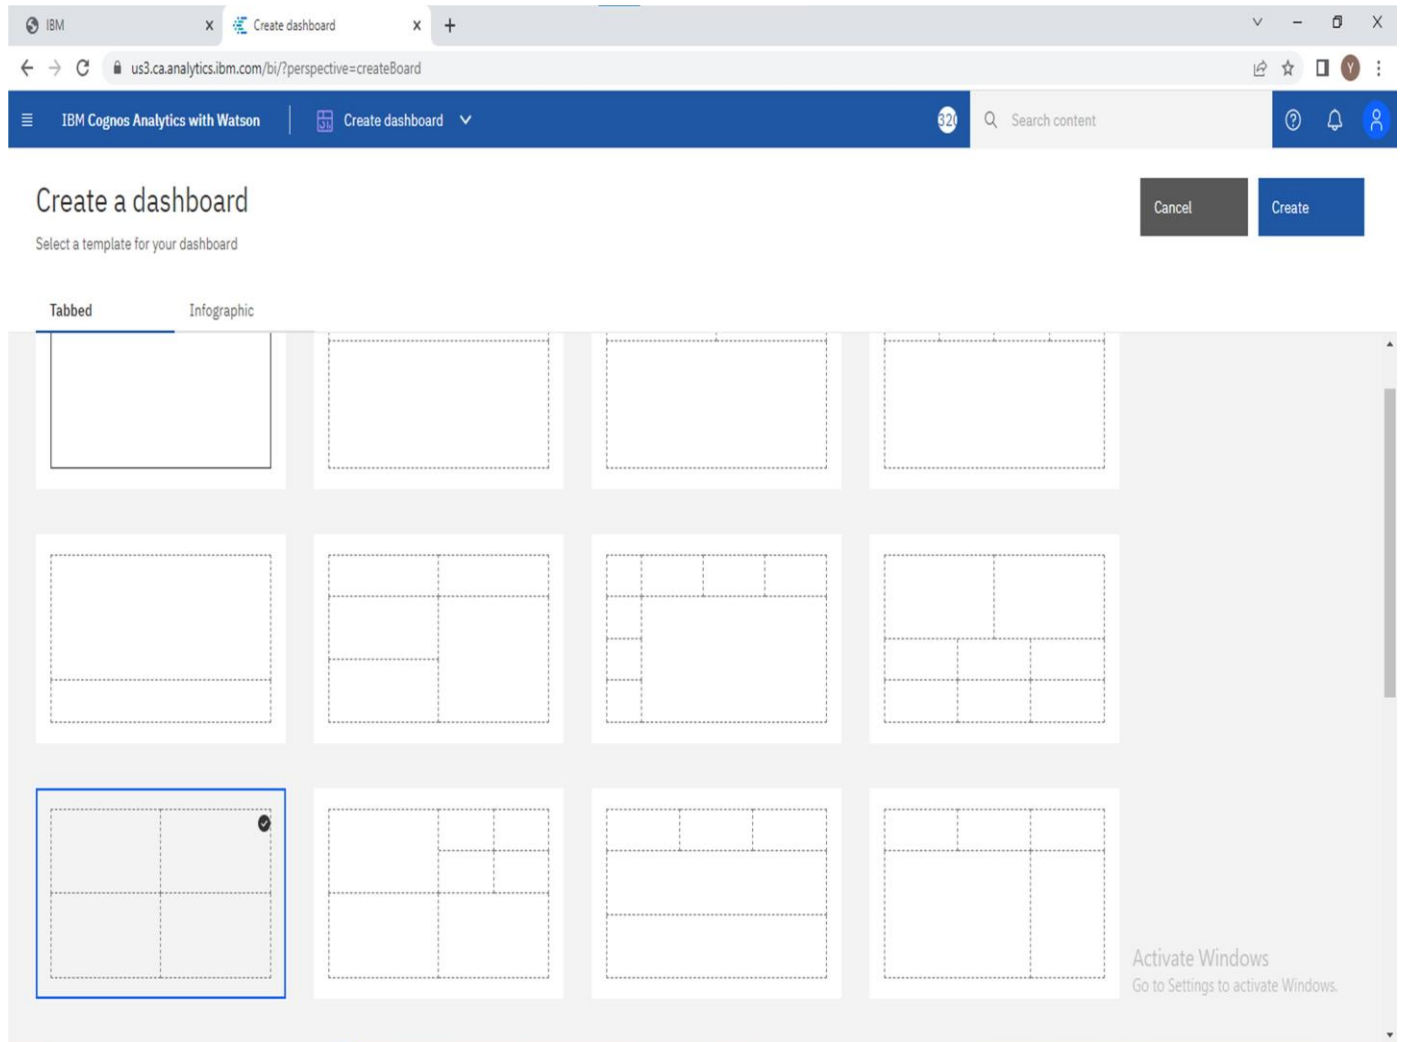 IBM
Create dashboard
us3.ca.analytics.ibm.com/bi/?perspective=createBoard
Y
IBM Cognos Analytics with Watson
Create dashboard
Search content
Create a dashboard
Cancel
Create
Select a template for your dashboard
Tabbed
Infographic
Activate Windows
Go to Settings to activate Windows.